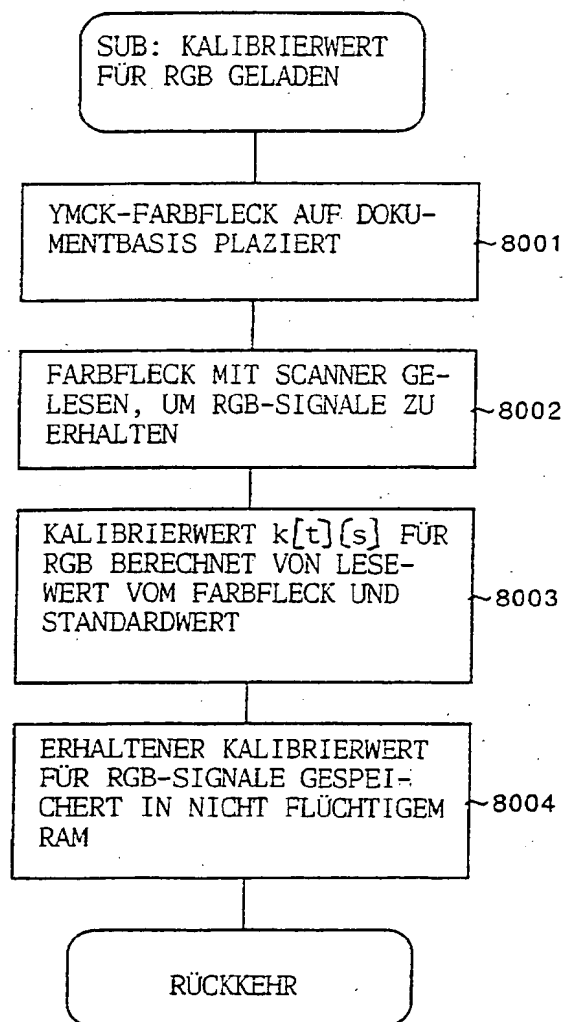 SUB: KALIBRIERWERT
FÜR RGB GELADEN
YMCK-FARBFLECK AUF DOKU-
MENTBASIS PLAZIERT
~8001
FARBFLECK MIT SCANNER GE-
LESEN, UM RGB-SIGNALE ZU
ERHALTEN
~8002
KALIBRIERWERT k[t][s] FÜR
RGB BERECHNET VON LESE-
WERT VOM FARBFLECK UND
STANDARDWERT
~8003
ERHALTENER KALIBRIERWERT
FÜR RGB-SIGNALE GESPEI-
CHERT IN NICHT FLÜCHTIGEM
RAM
~8004
RÜCKKEHR